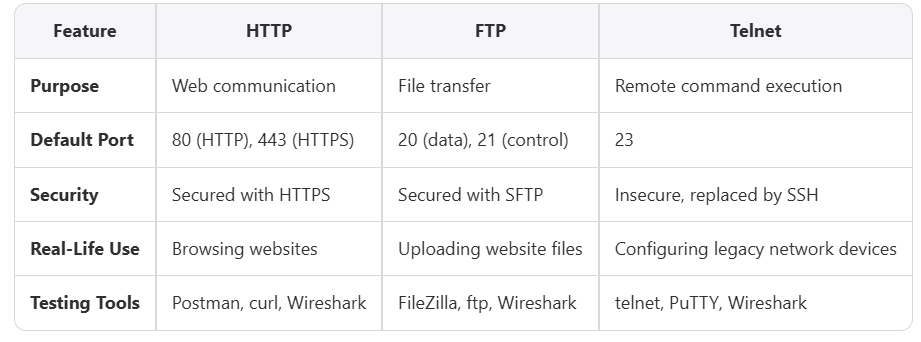 Feature HTTP FTP Telnet
Purpose Web communication File transfer Remote command execution
Default Port 80 (HTTP), 443 (HTTPS) 20 (data), 21 (control) 23
Security Secured with HTTPS Secured with SFTP Insecure, replaced by SSH
Real-Life Use Browsing websites Uploading website files Configuring legacy network devices
Testing Tools Postman, curl, Wireshark FileZilla, ftp, Wireshark telnet, PuTTY, Wireshark